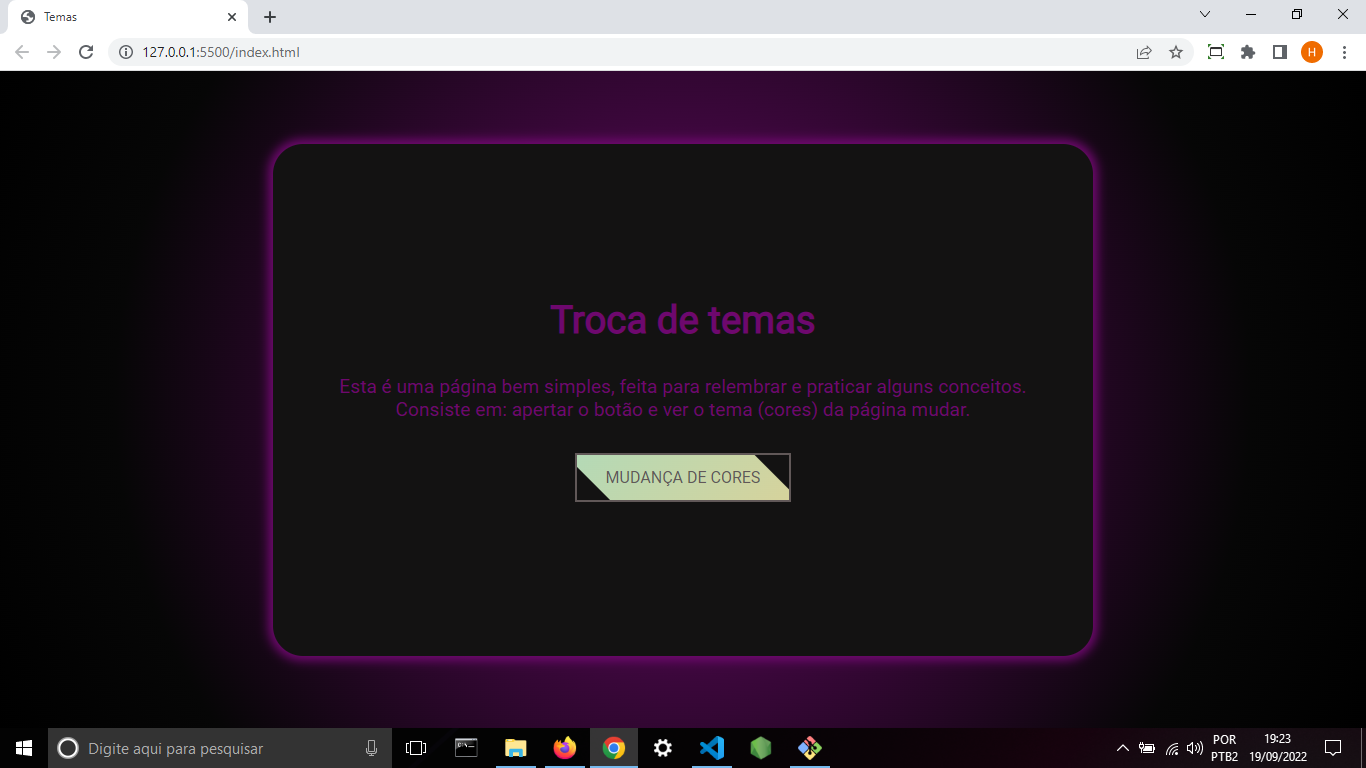 Temas
127.0.0.1:5500/index.html
H
Troca de temas
Esta é uma página bem simples, feita para relembrar e praticar alguns conceitos.
Consiste em: apertar o botão e ver o tema (cores) da página mudar.
MUDANÇA DE CORES
Digite aqui para pesquisar
POR
PTB2
19:23
19/09/2022